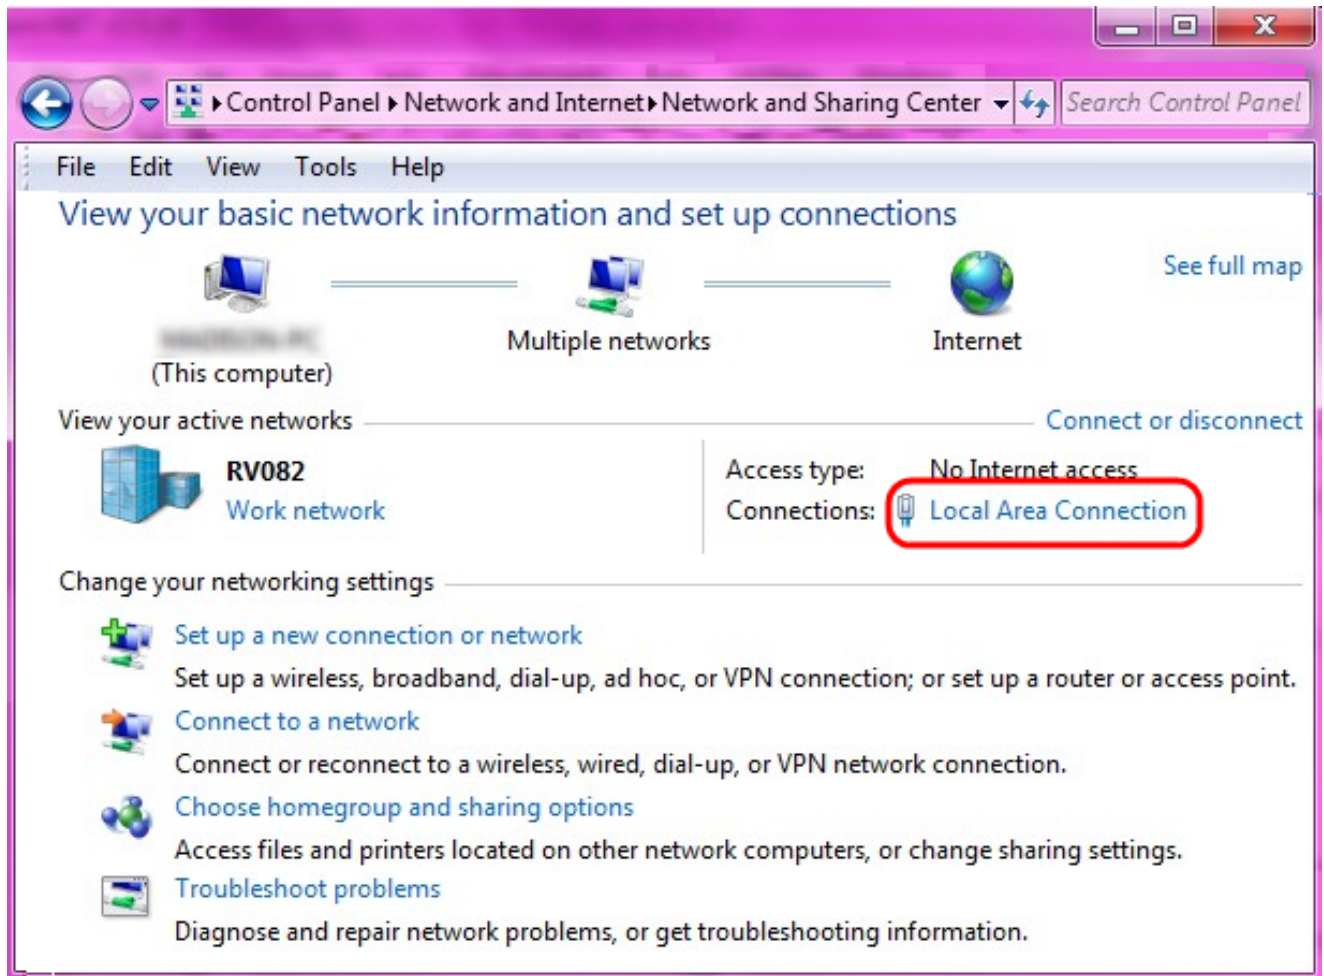 Control Panel Network and Internet Network and Sharing Center Search Control Panel
File Edit View Tools Help
View your basic network information and set up connections
See full map
Multiple networks
Internet
(This computer)
View your active networks
Connect or disconnect
RV082
Work network
Access type: No Internet access
Connections: Local Area Connection
Change your networking settings
Set up a new connection or network
Set up a wireless, broadband, dial-up, ad hoc, or VPN connection; or set up a router or access point.
Connect to a network
Connect or reconnect to a wireless, wired, dial-up, or VPN network connection.
Choose homegroup and sharing options
Access files and printers located on other network computers, or change sharing settings.
Troubleshoot problems
Diagnose and repair network problems, or get troubleshooting information.